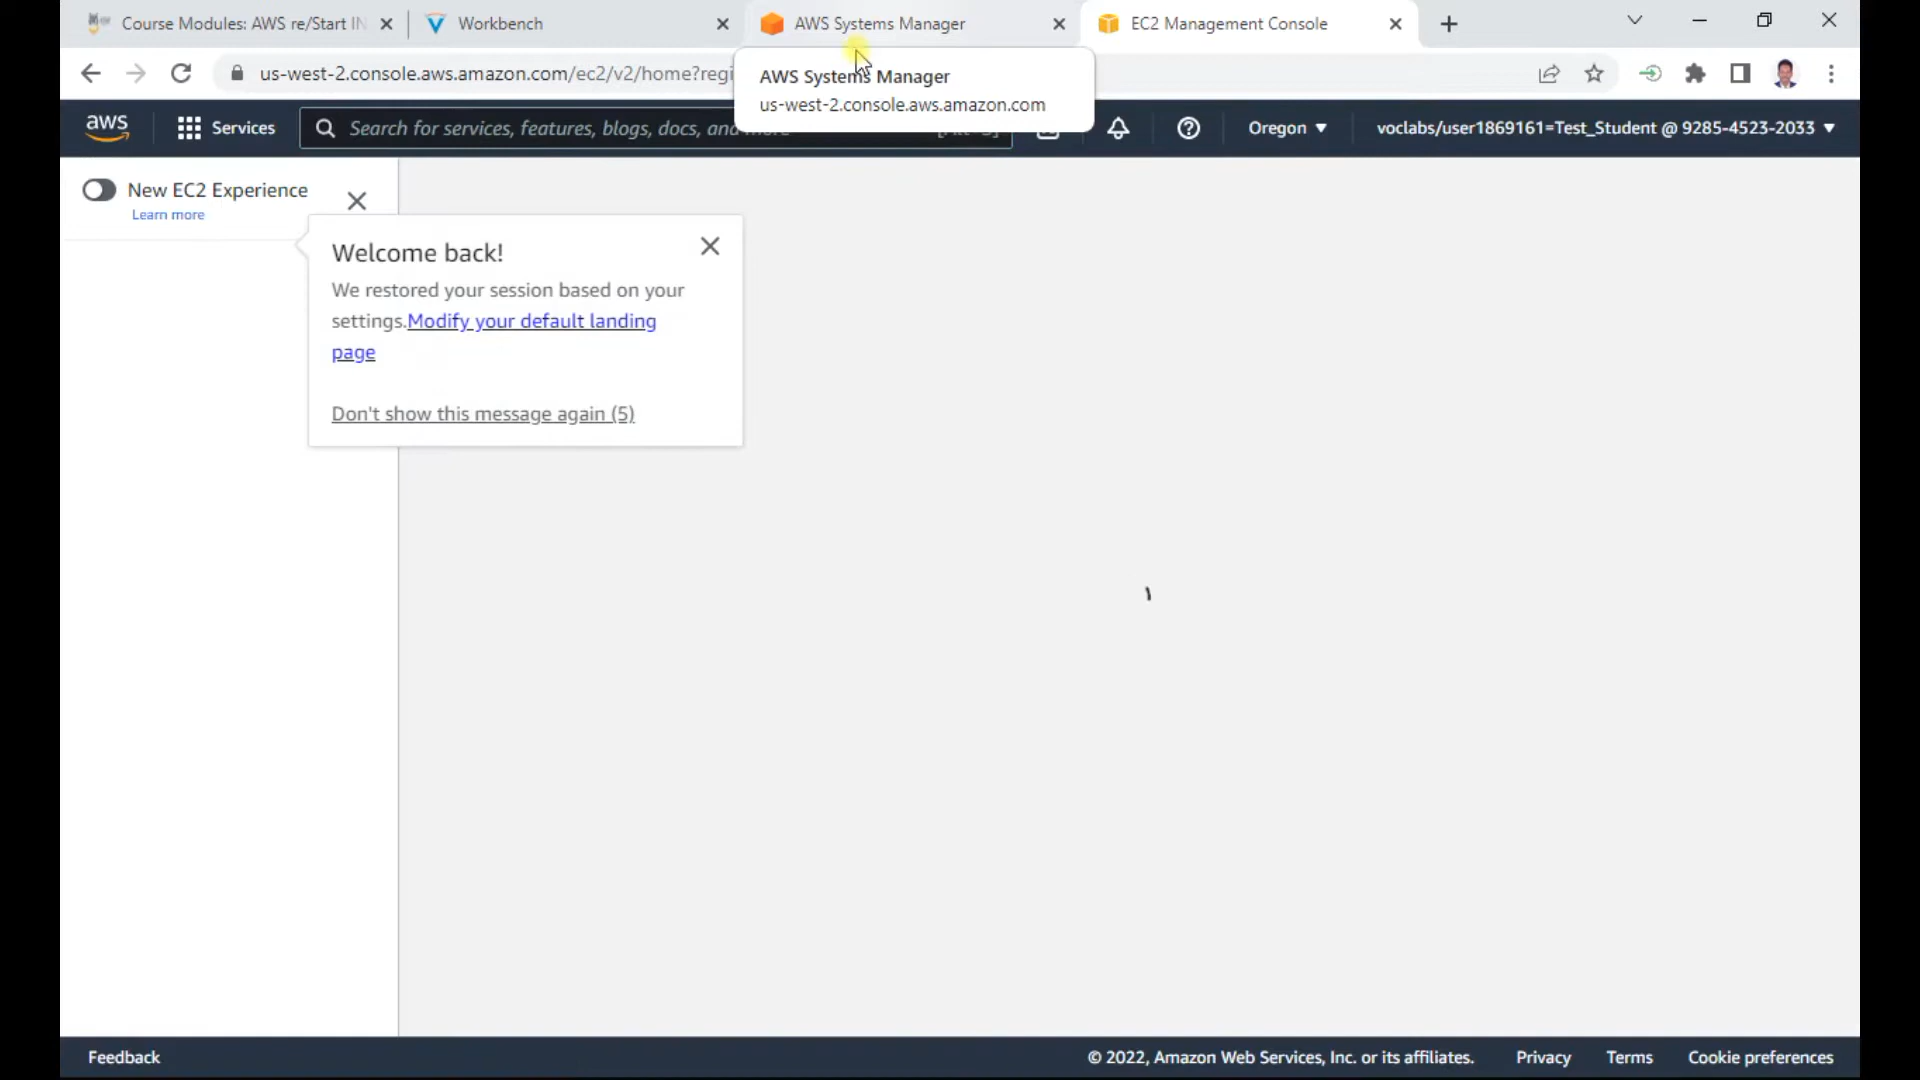 Course Modules: AWS re/Start IN
Workbench
AWS Systems Manager
EC2 Management Console
us-west-2.console.aws.amazon.com/ec2/v2/home?regi
AWS Systems Manager
us-west-2.console.aws.amazon.com
aws
Services
Search for services, features, blogs, docs, and more
Oregon
voclabs/user1869161=Test_Student @ 9285-4523-2033
New EC2 Experience
Learn more
Welcome back!
We restored your session based on your
settings.Modify your default landing
page
Don't show this message again (5)
Feedback
© 2022, Amazon Web Services, Inc. or its affiliates.
Privacy
Terms
Cookie preferences